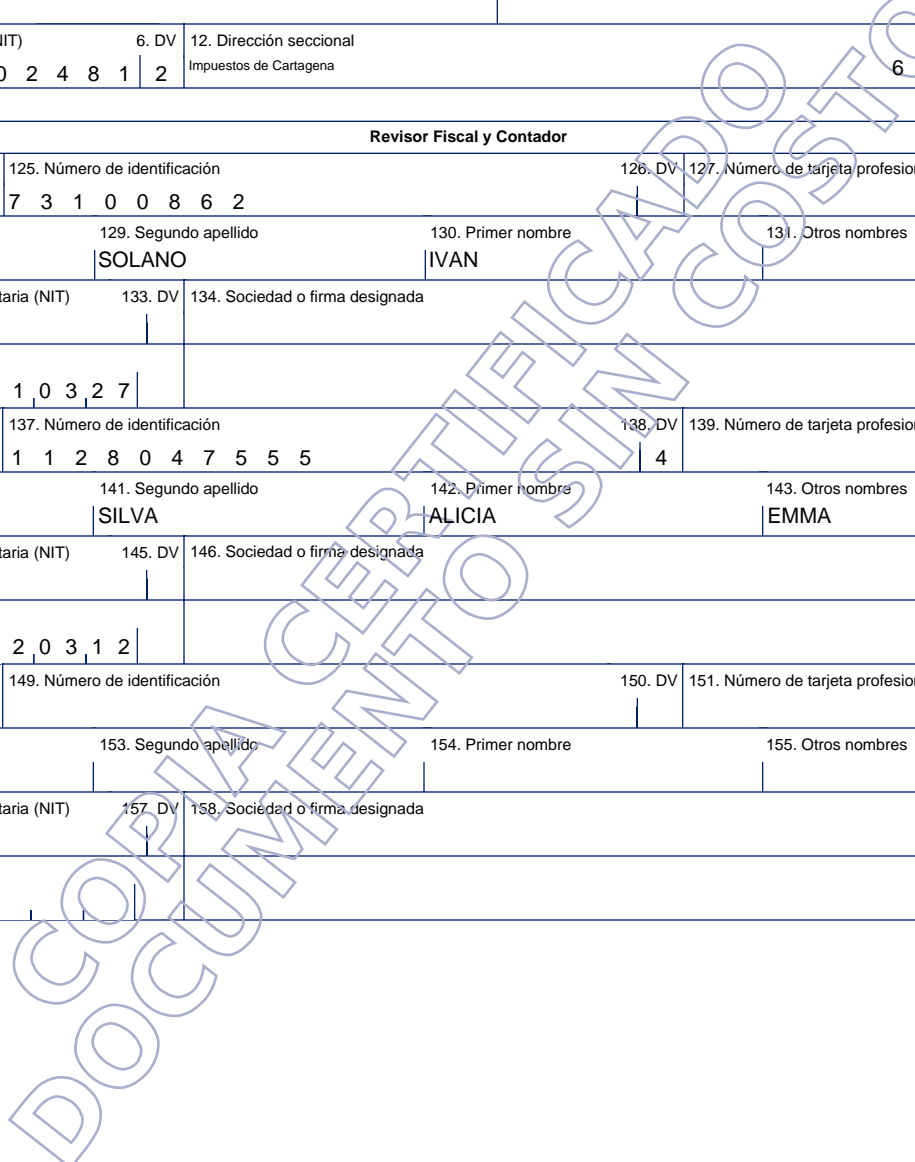 IIT) 6. DV 12. Dirección seccional
0 2 4 8 1 2 Impuestos de Cartagena 6
Revisor Fiscal y Contador
125. Número de identificación 126. DV 127. Número de tarjeta profesion
7 3 1 0 0 8 6 2
129. Segundo apellido 130. Primer nombre 131. Otros nombres
SOLANO IVAN
taria (NIT) 133. DV 134. Sociedad o firma designada
1 0 3 2 7
137. Número de identificación 138. DV 139. Número de tarjeta profesion
1 1 2 8 0 4 7 5 5 5 4
141. Segundo apellido 142. Primer nombre 143. Otros nombres
SILVA ALICIA EMMA
taria (NIT) 145. DV 146. Sociedad o firma designada
2 0 3 1 2
149. Número de identificación 150. DV 151. Número de tarjeta profesion
153. Segundo apellido 154. Primer nombre 155. Otros nombres
taria (NIT) 157. DV 158. Sociedad o firma designada
COPIA CERTIFICADO
DOCUMENTO SIN COSTO